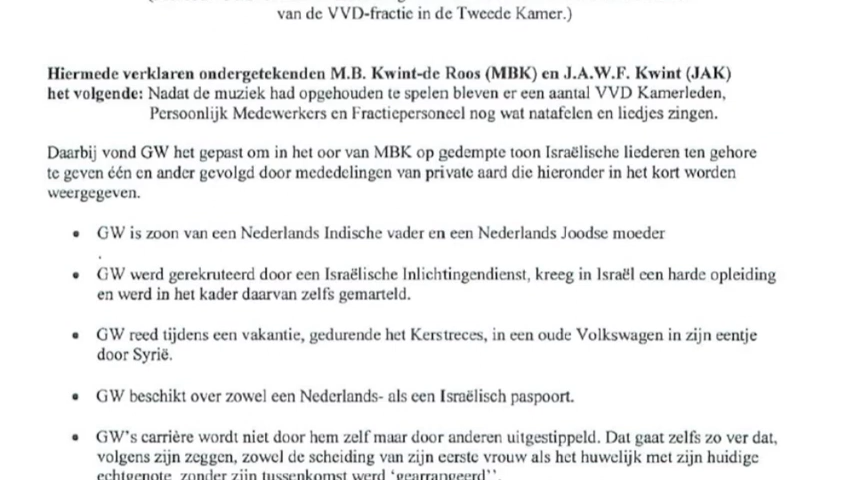 van de VVD-fractie in de Tweede Kamer.)
Hiermede verklaren ondergetekenden M.B. Kwint-de Roos (MBK) en J.A.W.F. Kwint (JAK)
het volgende: Nadat de muziek had opgehouden te spelen bleven er een aantal VVD Kamerleden,
Persoonlijk Medewerkers en Fractiepersoneel nog wat natafelen en liedjes zingen.
Daarbij vond GW het gepast om in het oor van MBK op gedempte toon Israëlische liederen ten gehore
te geven één en ander gevolgd door mededelingen van private aard die hieronder in het kort worden
weergegeven.
• GW is zoon van een Nederlands Indische vader en een Nederlands Joodse moeder
.
• GW werd gerekruteerd door een Israëlische Inlichtingendienst, kreeg in Israël een harde opleiding
en werd in het kader daarvan zelfs gemarteld.
• GW reed tijdens een vakantie, gedurende het Kerstreces, in een oude Volkswagen in zijn eentje
door Syrië.
• GW beschikt over zowel een Nederlands- als een Israëlisch paspoort.
• GW's carrière wordt niet door hem zelf maar door anderen uitgestippeld. Dat gaat zelfs zo ver dat,
volgens zijn zeggen, zowel de scheiding van zijn eerste vrouw als het huwelijk met zijn huidige
echtgenote, zonder zijn tussenkomst werd 'gearrangeerd''.